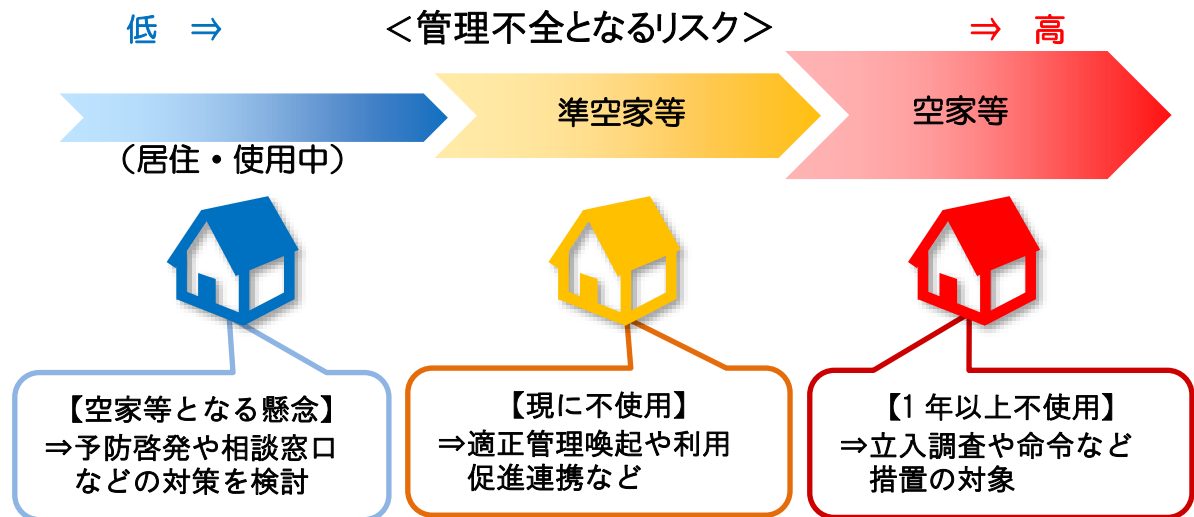 低 ⇒ ＜管理不全となるリスク＞ ⇒ 高
準空家等
空家等
（居住・使用中）
【空家等となる懸念】
⇒予防啓発や相談窓口
などの対策を検討
【現に不使用】
⇒適正管理喚起や利用
促進連携など
【1年以上不使用】
⇒立入調査や命令など
措置の対象